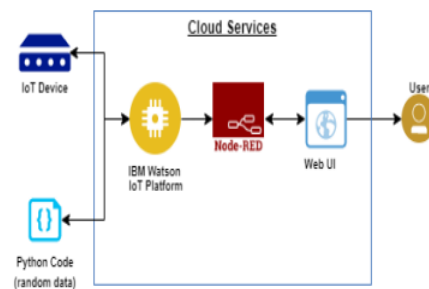 Cloud Services
IoT Device
IBM Watson
IoT Platform
Node-RED
Web UI
User
{}
Python Code
(random data)